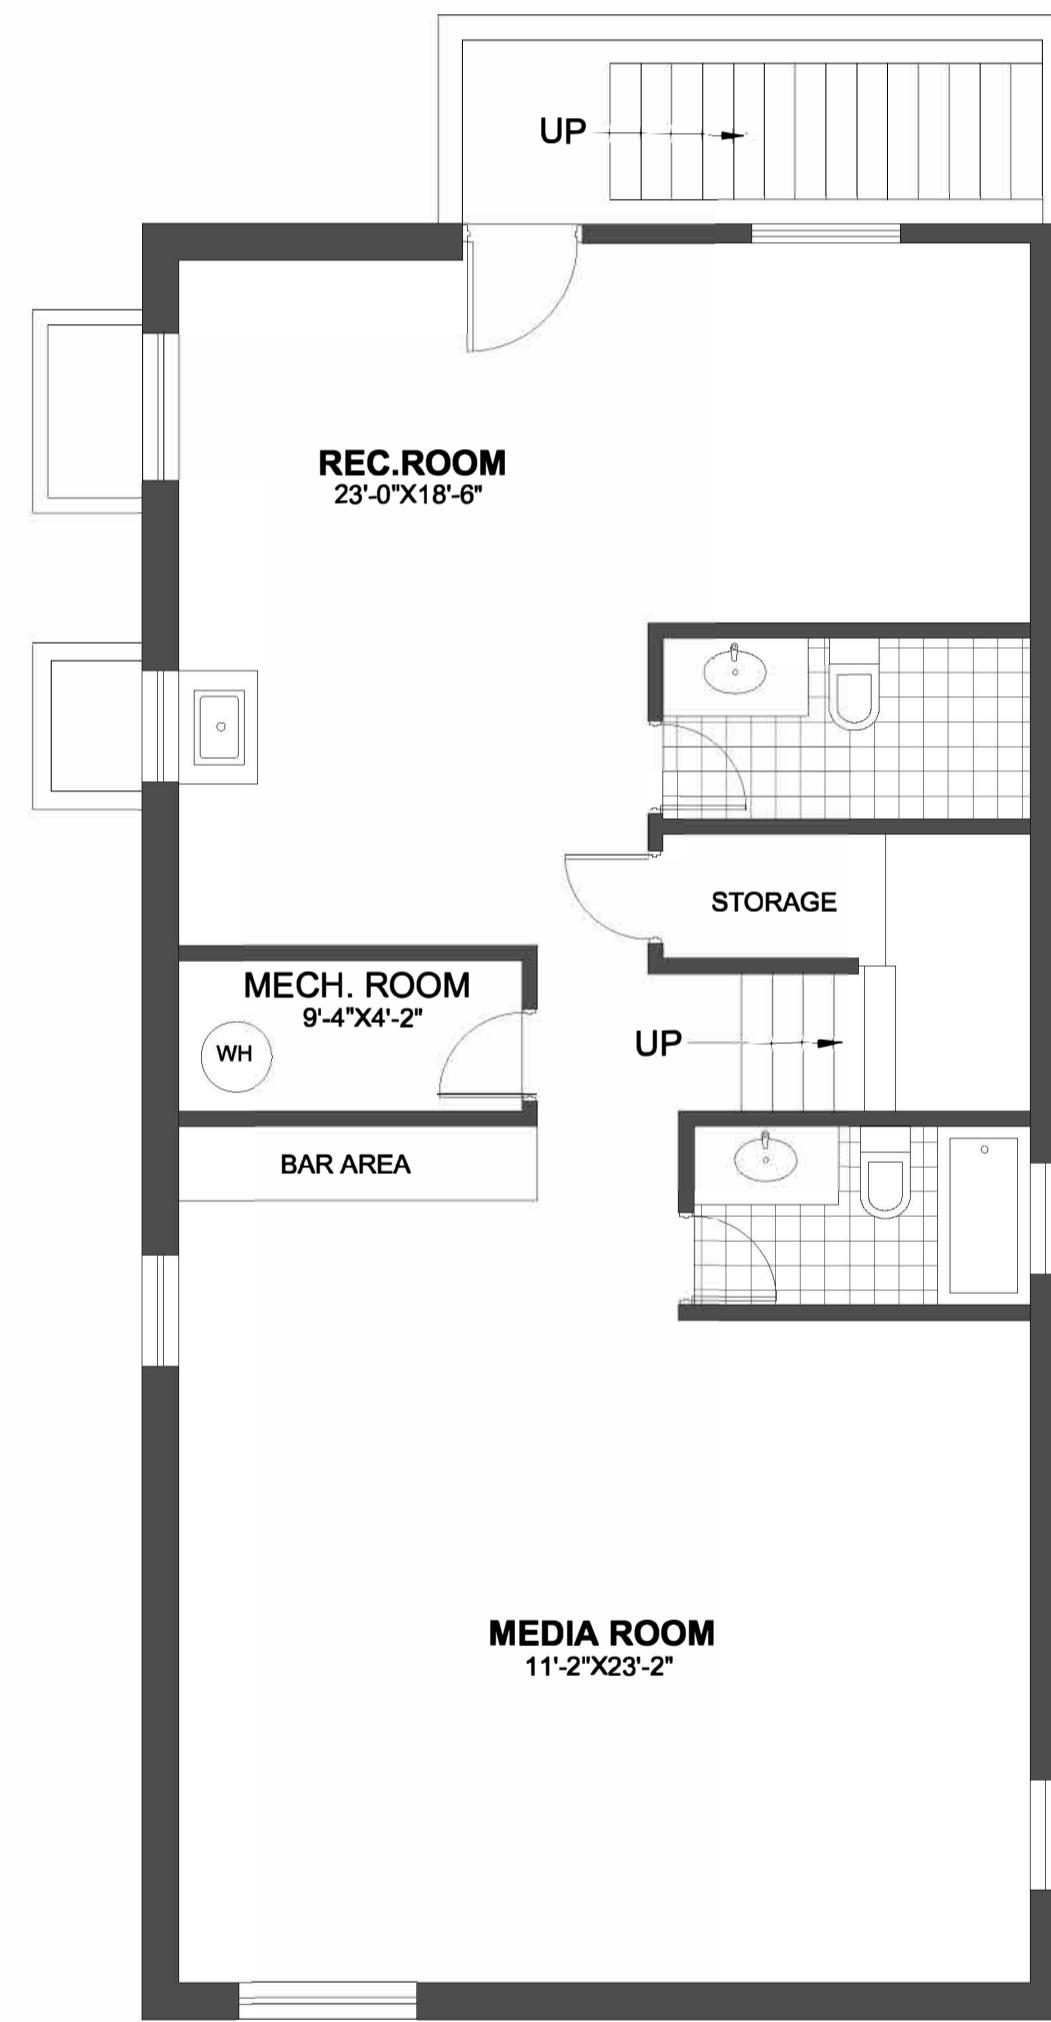 UP
REC.ROOM
23'-0"X18'-6"
STORAGE
MECH. ROOM
9'-4"X4'-2"
WH
UP
BAR AREA
MEDIA ROOM
11'-2"X23'-2"